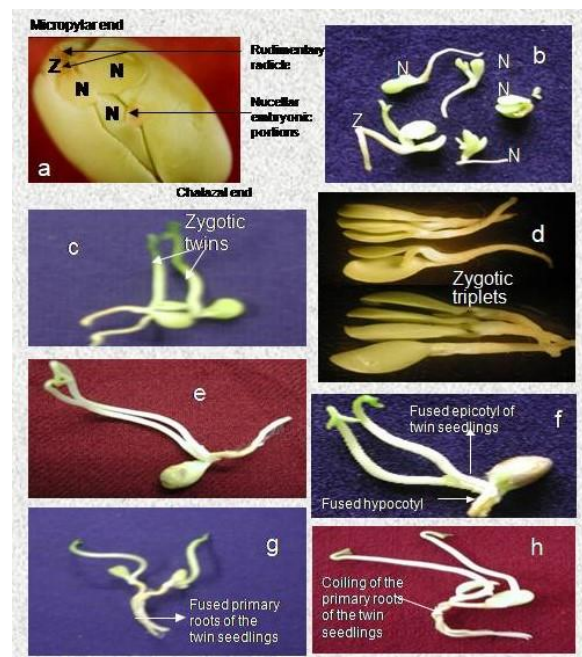 Micropylar end
Rudimentary
radicle
Z
N
N
N
Nucellar
embryonic
portions
a
Chalazal end
b
N
N
N
Z
N
c
Zygotic
twins
d
Zygotic
triplets
e
f
Fused epicotyl of
twin seedlings
Fused hypocotyl
g
Fused primary
roots of the
twin seedlings
h
Coiling of the
primary roots
of the twin
seedlings